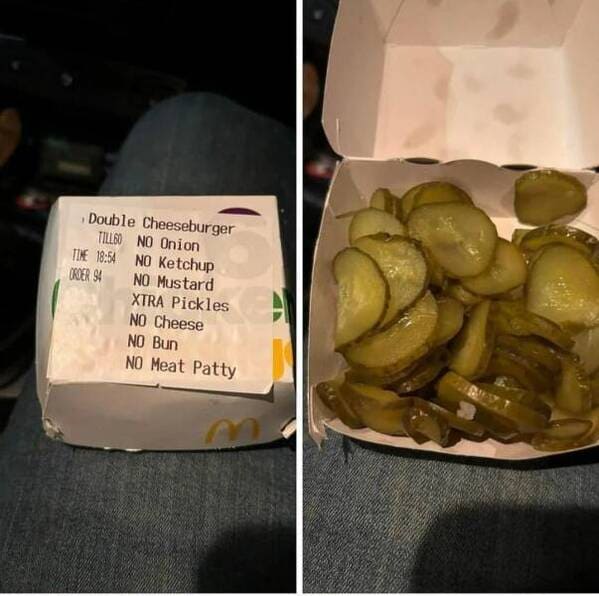 Double Cheeseburger
TILL60 NO Onion
TIME 18:54 NO Ketchup
ORDER 94 NO Mustard
XTRA Pickles
NO Cheese
NO Bun
NO Meat Patty